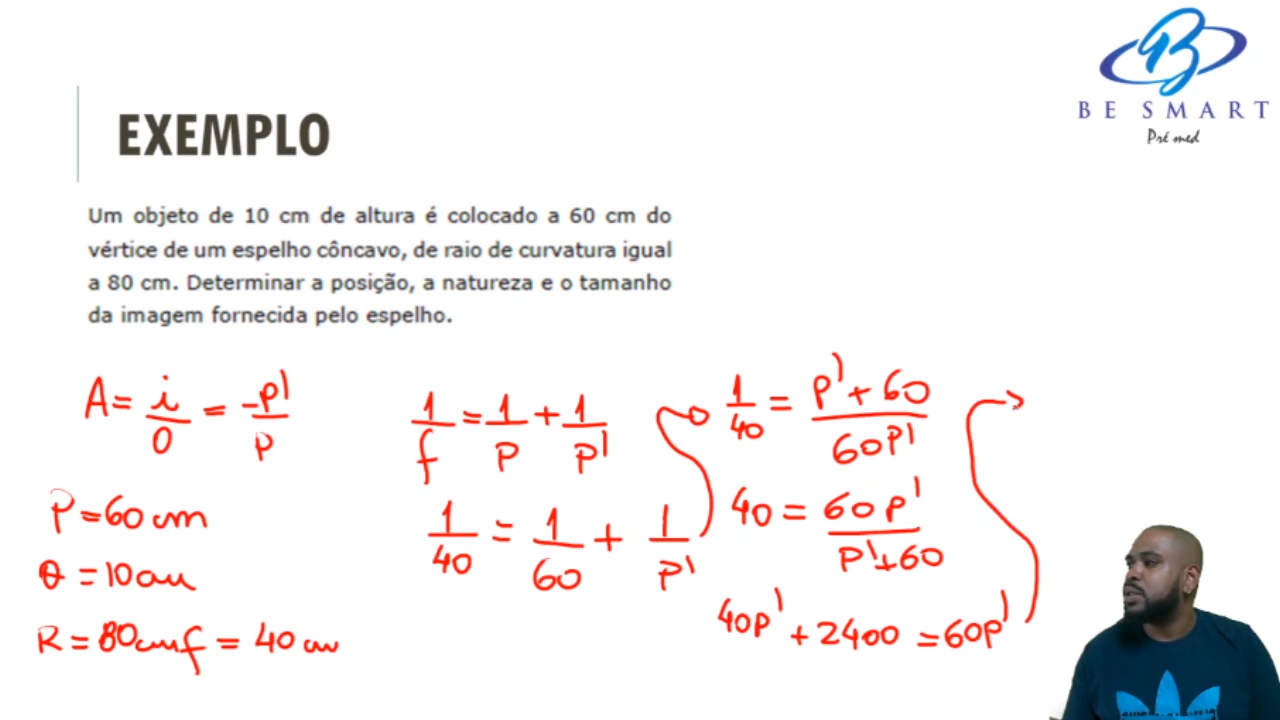 BE SMART
Pré med
EXEMPLO
Um objeto de 10 cm de altura é colocado a 60 cm do
vértice de um espelho côncavo, de raio de curvatura igual
a 80 cm. Determinar a posição, a natureza e o tamanho
da imagem fornecida pelo espelho.
A = i/O = -p'/p
P = 60 cm
O = 10 cm
R = 80 cm f = 40 cm
1/f = 1/p + 1/p'
1/40 = 1/60 + 1/p'
1/40 = p' + 60/60p'
40 = 60p'/p' + 60
40p' + 2400 = 60p'